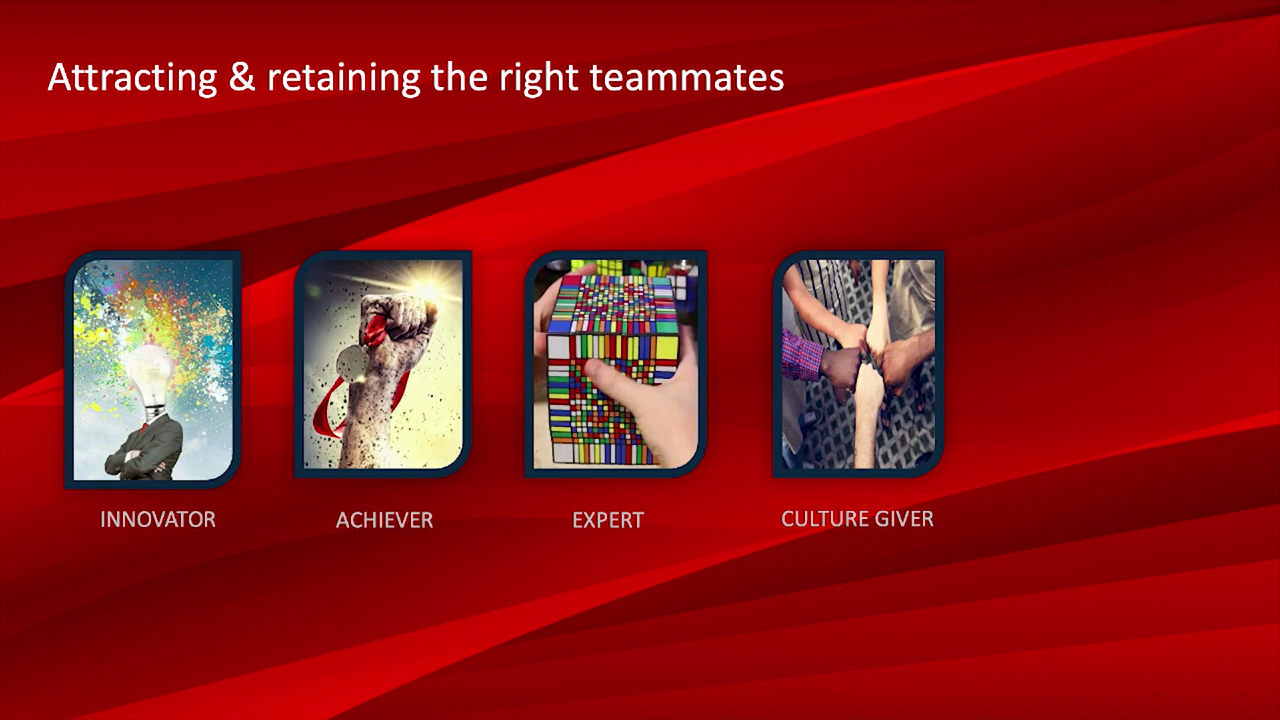 Attracting & retaining the right teammates
INNOVATOR
ACHIEVER
EXPERT
CULTURE GIVER